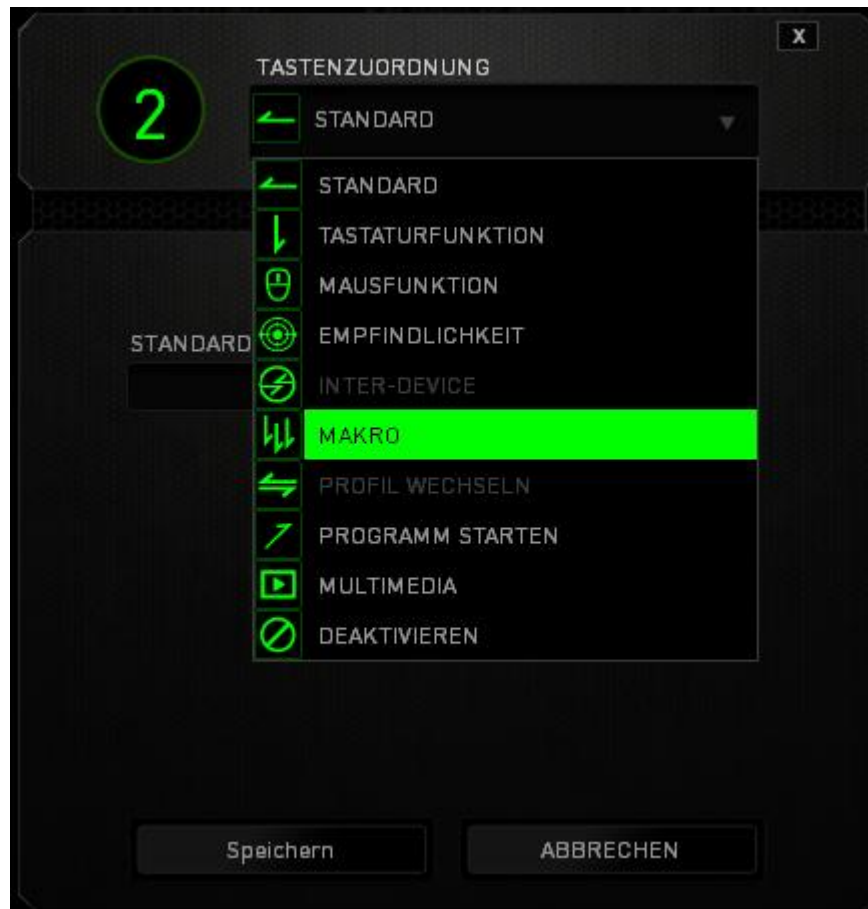 X
TASTENZUORDNUNG
2
STANDARD
STANDARD
TASTATURFUNKTION
MAUSFUNKTION
STANDARD
EMPFINDLICHKEIT
INTER-DEVICE
MAKRO
PROFIL WECHSELN
PROGRAMM STARTEN
MULTIMEDIA
DEAKTIVIEREN
Speichern
ABBRECHEN